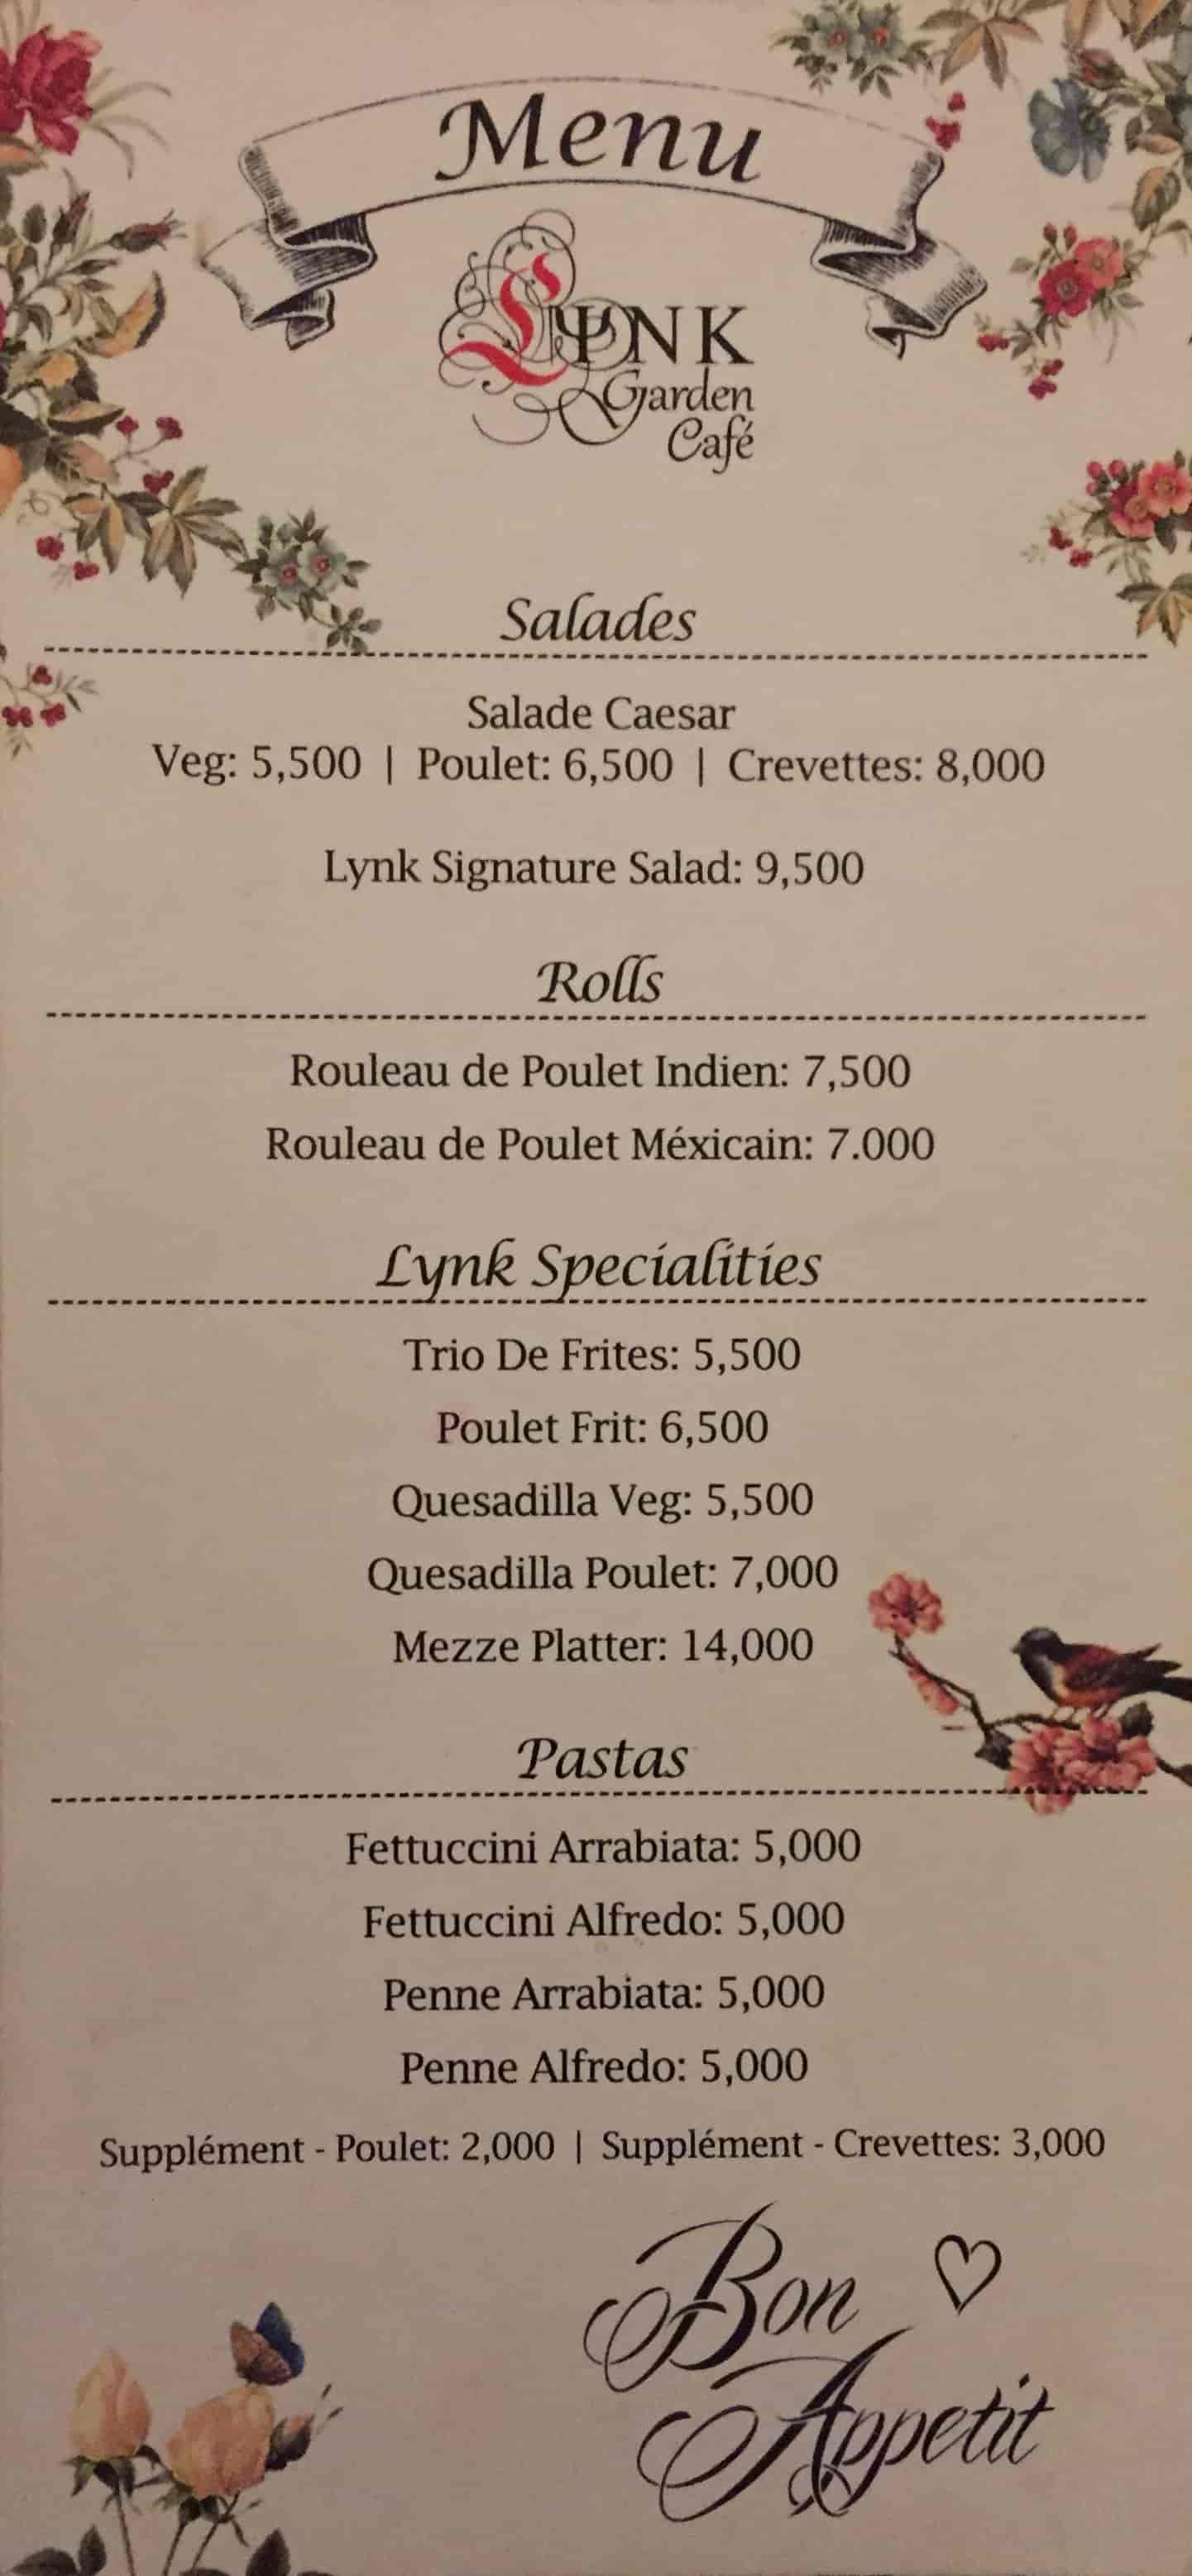 Menu
LYNK
Garden
Café
Salades
Salade Caesar
Veg: 5,500 | Poulet: 6,500 | Crevettes: 8,000
Lynk Signature Salad: 9,500
Rolls
Rouleau de Poulet Indien: 7,500
Rouleau de Poulet Méxicain: 7.000
Lynk Specialities
Trio De Frites: 5,500
Poulet Frit: 6,500
Quesadilla Veg: 5,500
Quesadilla Poulet: 7,000
Mezze Platter: 14,000
Pastas
Fettuccini Arrabiata: 5,000
Fettuccini Alfredo: 5,000
Penne Arrabiata: 5,000
Penne Alfredo: 5,000
Supplément - Poulet: 2,000 | Supplément - Crevettes: 3,000
Bon
Appetit